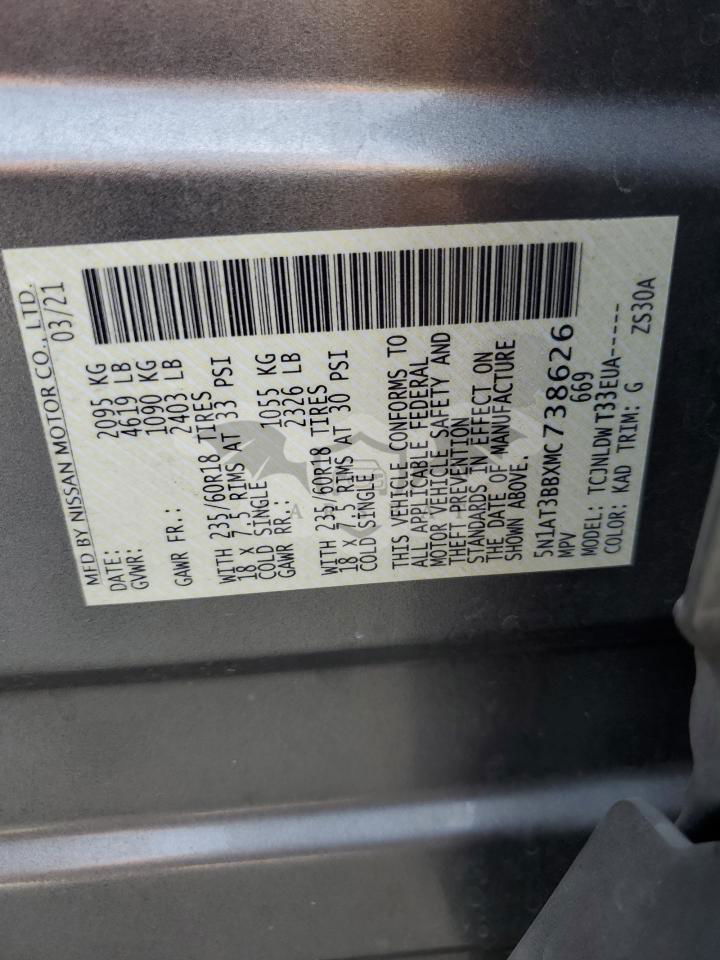 MFD BY NISSAN MOTOR CO., LTD.
DATE: 03/21
GVWR: 2095 KG
4619 LB
GAWR FR.: 1090 KG
2403 LB
WITH 235/60R18 TIRES
18 X 7.5 RIMS AT 33 PSI
COLD SINGLE
GAWR RR.: 1055 KG
2326 LB
WITH 235/60R18 TIRES
18 X 7.5 RIMS AT 30 PSI
COLD SINGLE
THIS VEHICLE CONFORMS TO
ALL APPLICABLE FEDERAL
MOTOR VEHICLE SAFETY AND
THEFT PREVENTION
STANDARDS IN EFFECT ON
THE DATE OF MANUFACTURE
SHOWN ABOVE.
5N1AT3BBXMC738626
MPV 669
MODEL: TCJNLDWT33EUA-----
COLOR: KAD TRIM: G ZS30A